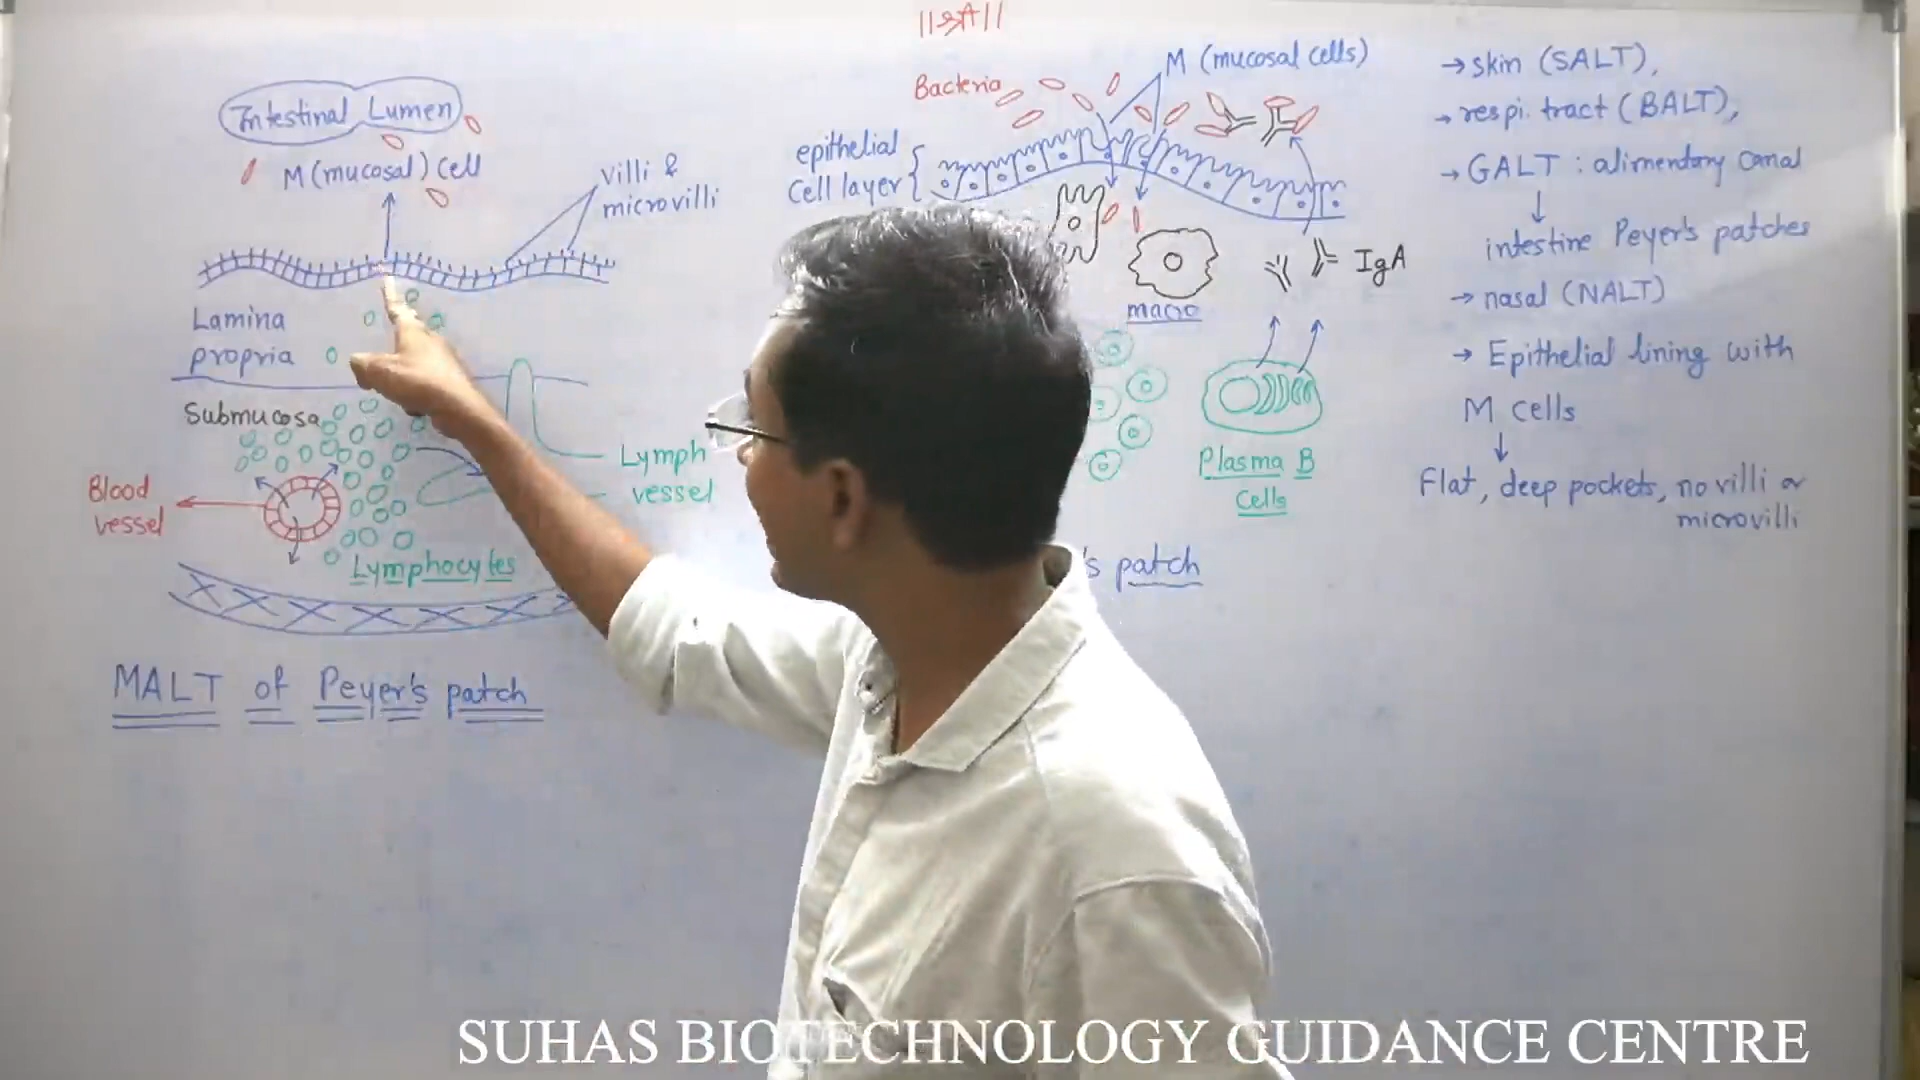 ||श्री||
Intestinal Lumen
M (mucosal) cell
villi &
microvilli
Lamina
propria
Submucosa
Blood
vessel
Lymph
vessel
Lymphocytes
MALT of Peyer's patch
Bacteria
M (mucosal cells)
epithelial
Cell layer
macro
IgA
Plasma B
Cells
's patch
→ skin (SALT),
→ respi. tract (BALT),
→ GALT : alimentary canal
↓
intestine Peyer's patches
→ nasal (NALT)
→ Epithelial lining with
M cells
↓
Flat, deep pockets, no villi or
microvilli
SUHAS BIOTECHNOLOGY GUIDANCE CENTRE